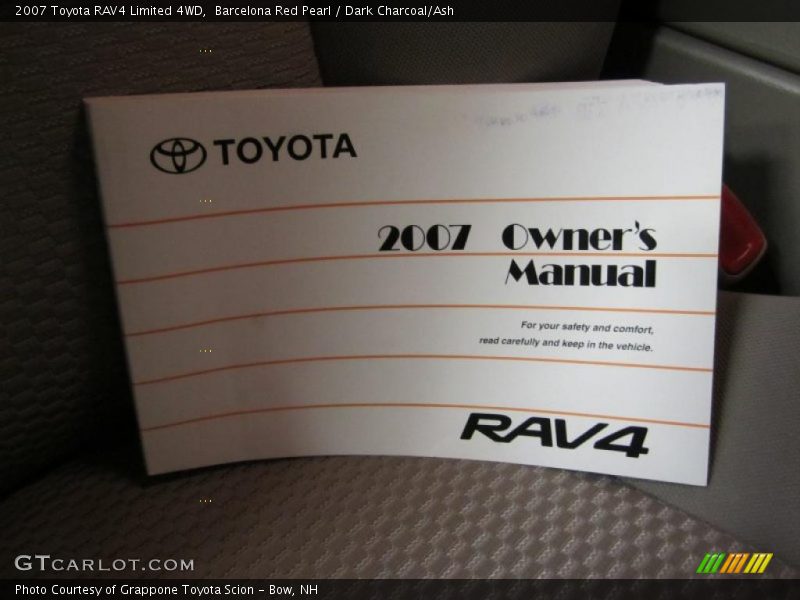 2007 Toyota RAV4 Limited 4WD,  Barcelona Red Pearl / Dark Charcoal/Ash
TOYOTA
2007 Owner's
Manual
For your safety and comfort,
read carefully and keep in the vehicle.
RAV4
GTCARLOT.COM
Photo Courtesy of Grappone Toyota Scion - Bow, NH